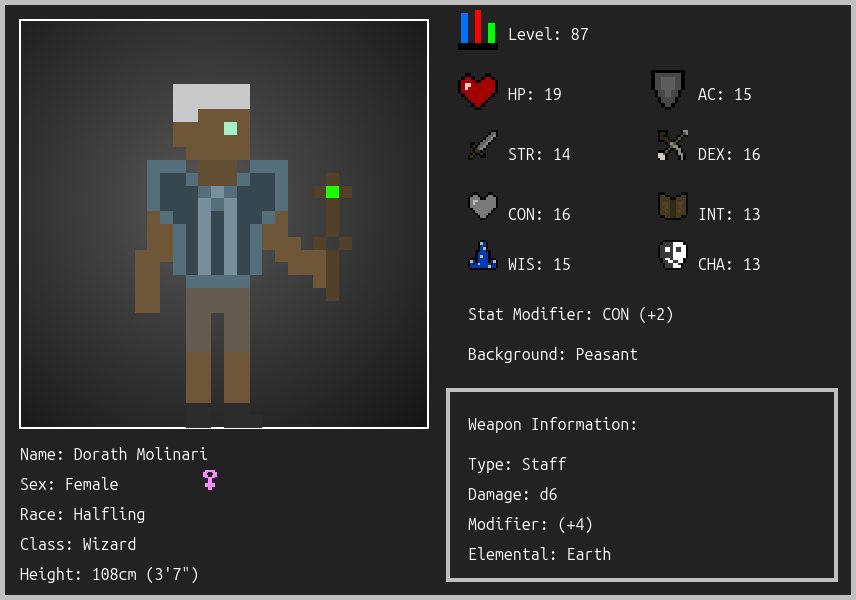 Level: 87
HP: 19
AC: 15
STR: 14
DEX: 16
CON: 16
INT: 13
WIS: 15
CHA: 13
Stat Modifier: CON (+2)
Background: Peasant
Weapon Information:
Type: Staff
Damage: d6
Modifier: (+4)
Elemental: Earth
Name: Dorath Molinari
Sex: Female
Race: Halfling
Class: Wizard
Height: 108cm (3'7")